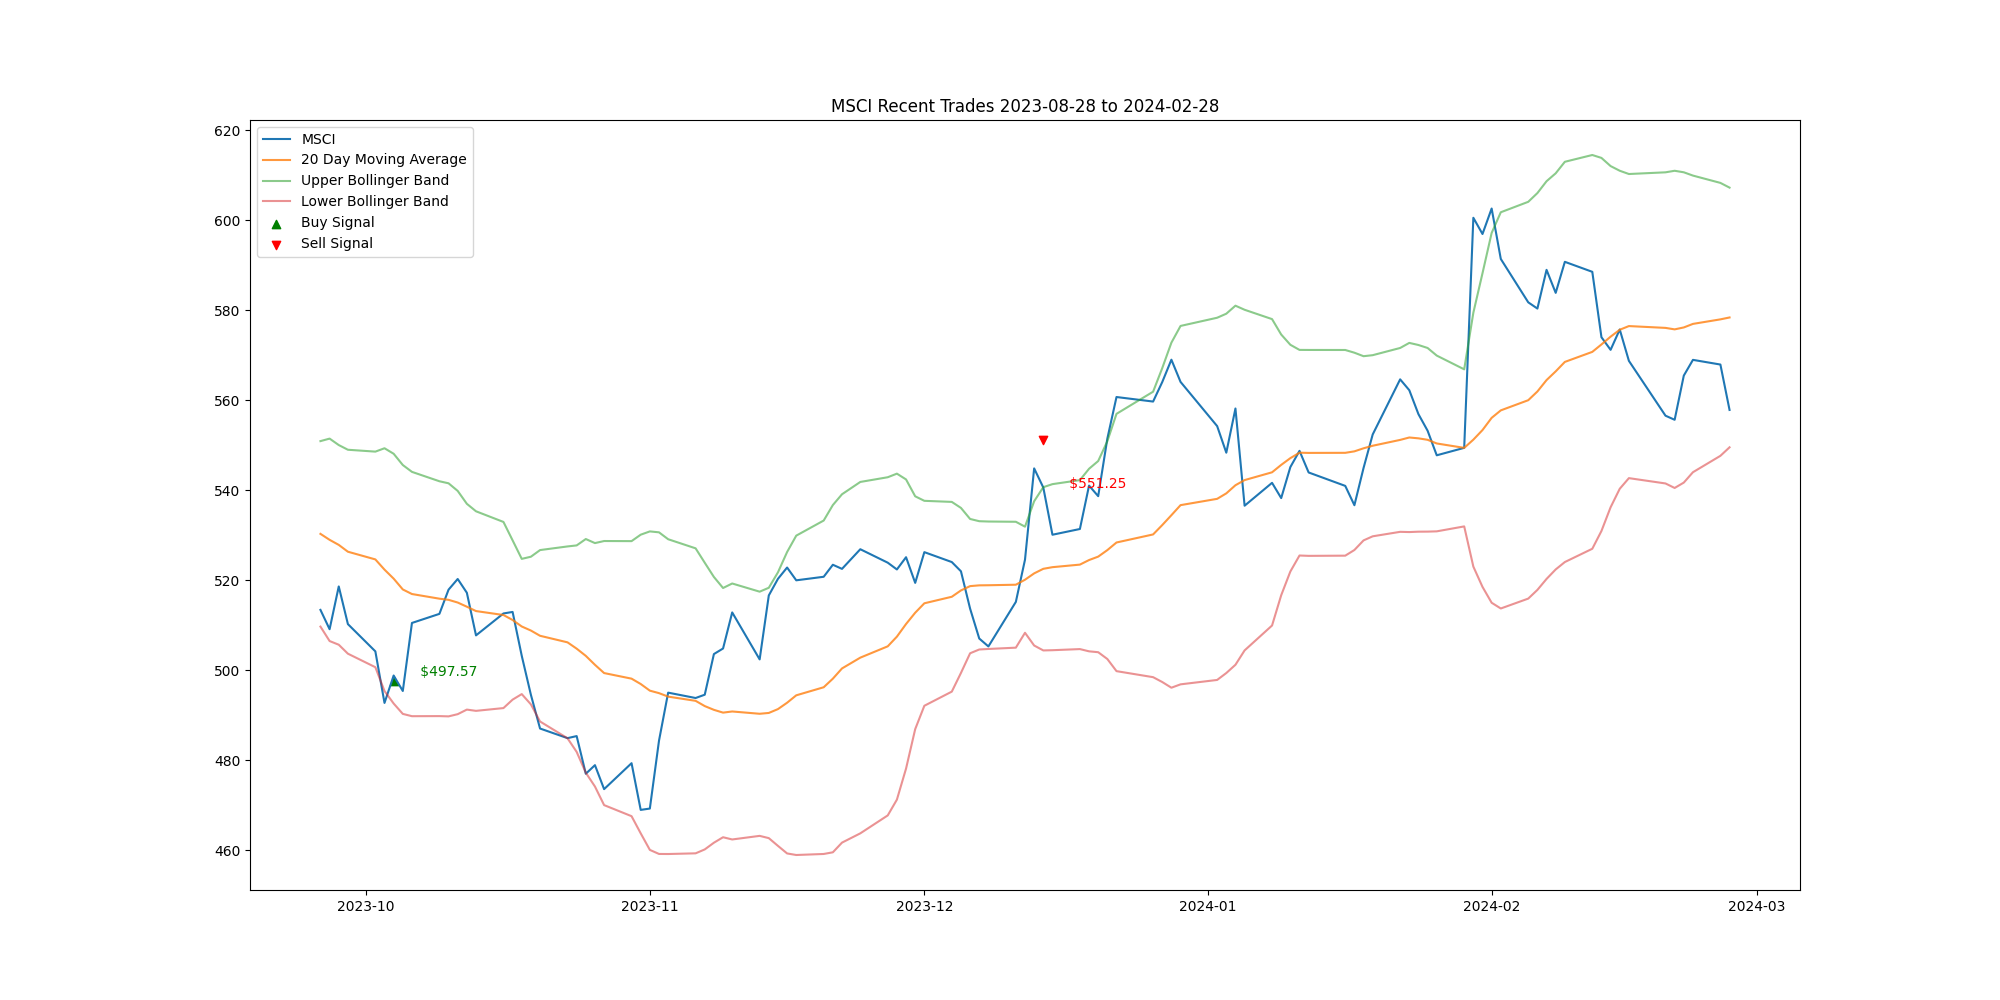 MSCI Recent Trades 2023-08-28 to 2024-02-28
MSCI
20 Day Moving Average
Upper Bollinger Band
Lower Bollinger Band
Buy Signal
Sell Signal
620
600
580
560
540
520
500
480
460
$551.25
$497.57
2023-10
2023-11
2023-12
2024-01
2024-02
2024-03